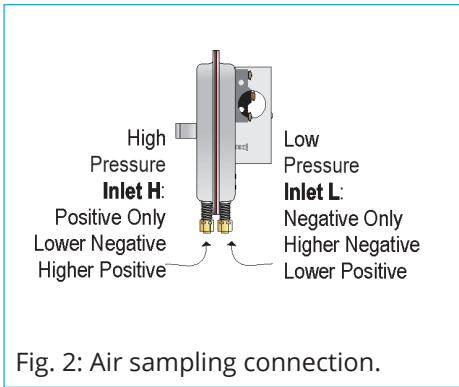 High
Pressure
Inlet H:
Positive Only
Lower Negative
Higher Positive
Low
Pressure
Inlet L:
Negative Only
Higher Negative
Lower Positive
Fig. 2: Air sampling connection.